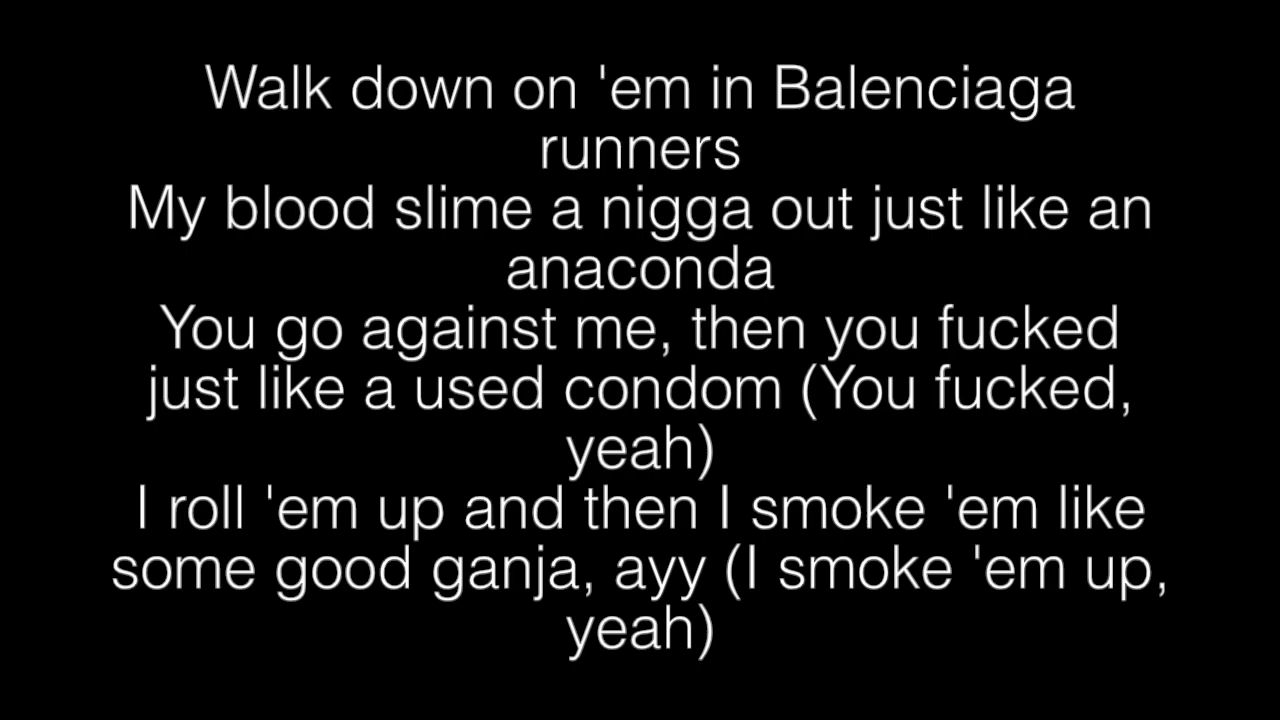 Walk down on 'em in Balenciaga
runners
My blood slime a nigga out just like an
anaconda
You go against me, then you fucked
just like a used condom (You fucked,
yeah)
I roll 'em up and then I smoke 'em like
some good ganja, ayy (I smoke 'em up,
yeah)